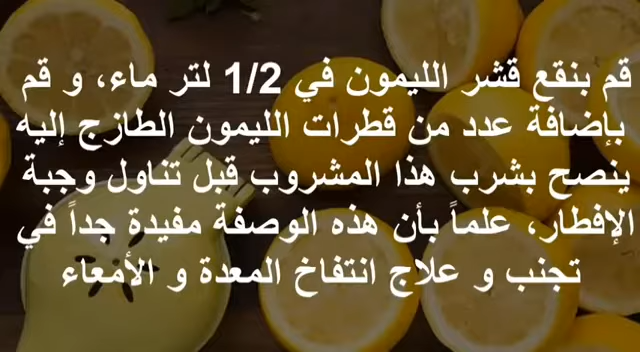 قم بنقع قشر الليمون في 1/2 لتر ماء، و قم
بإضافة عدد من قطرات الليمون الطازج إليه
ينصح بشرب هذا المشروب قبل تناول وجبة
الإفطار، علماً بأن هذه الوصفة مفيدة جداً في
تجنب و علاج انتفاخ المعدة و الأمعاء